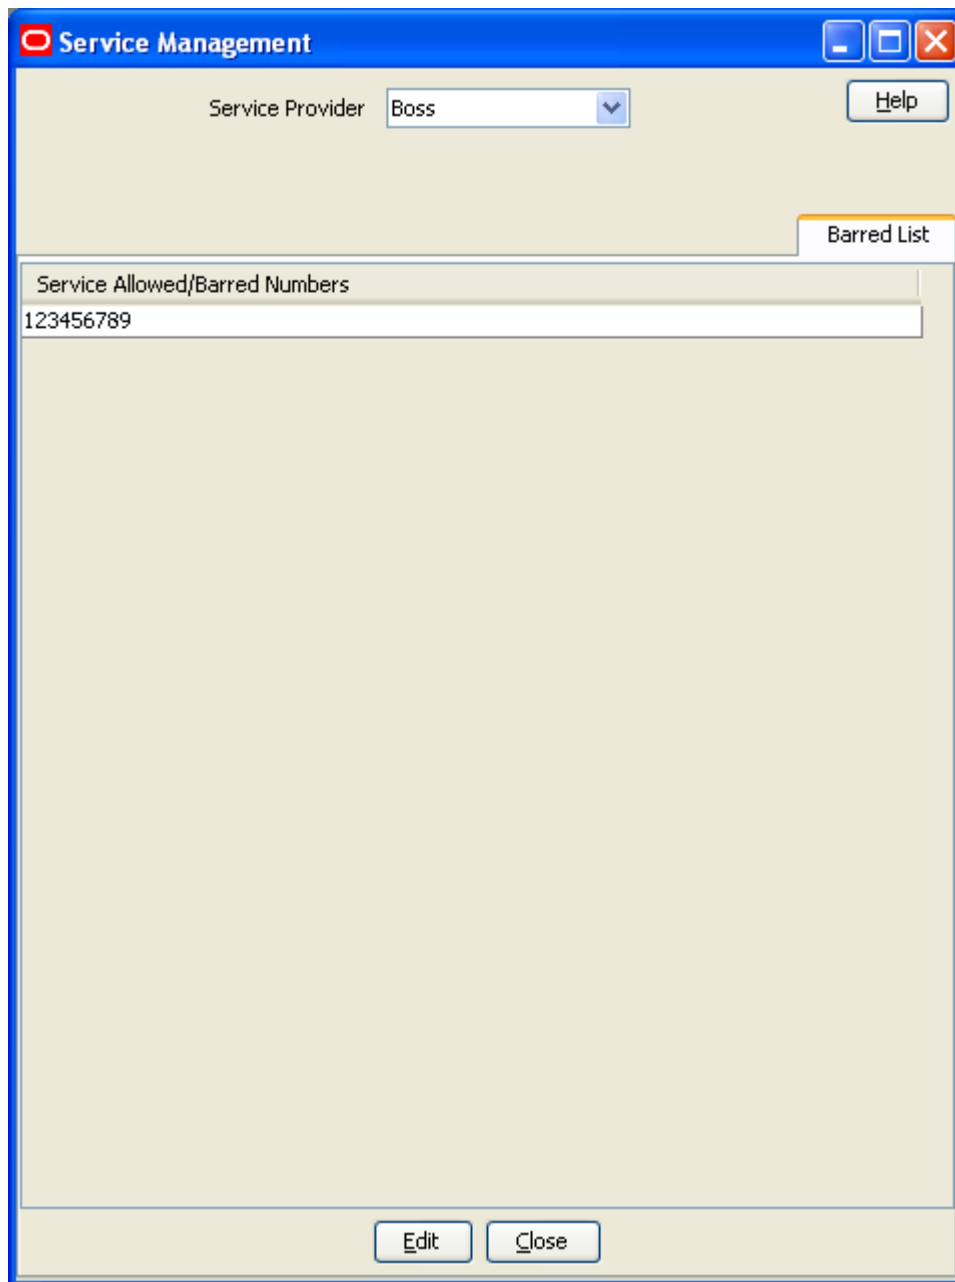 Service Management
Service Provider Boss Help
Barred List
Service Allowed/Barred Numbers
123456789
Edit Close